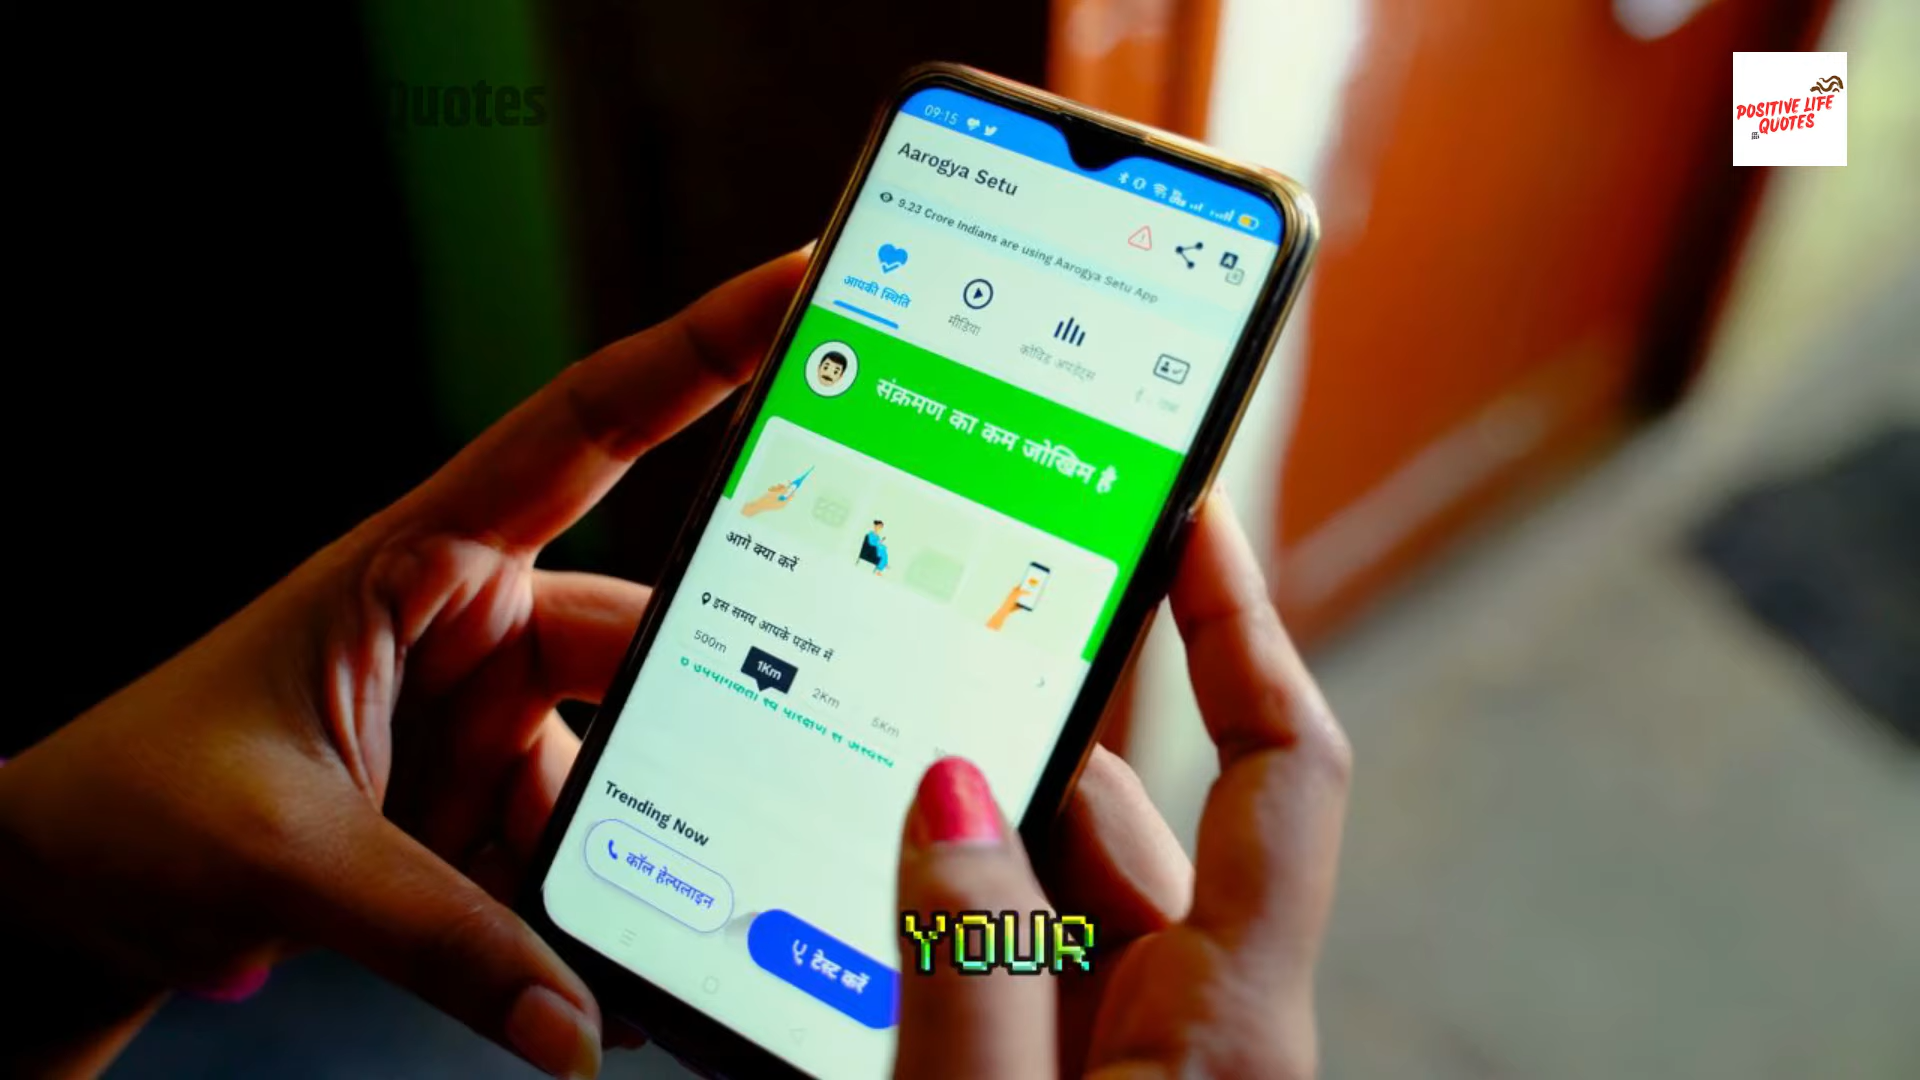 Quotes
POSITIVE LIFE
QUOTES
09:15
Aarogya Setu
9.23 Crore Indians are using Aarogya Setu App
आपकी स्थिति
मीडिया
कोविड अपडेट्स
संक्रमण का कम जोखिम है
आगे क्या करें
इस समय आपके पड़ोस में
500m 1Km 2Km 5Km
Trending Now
कॉल हेल्पलाइन
टेस्ट करें
YOUR